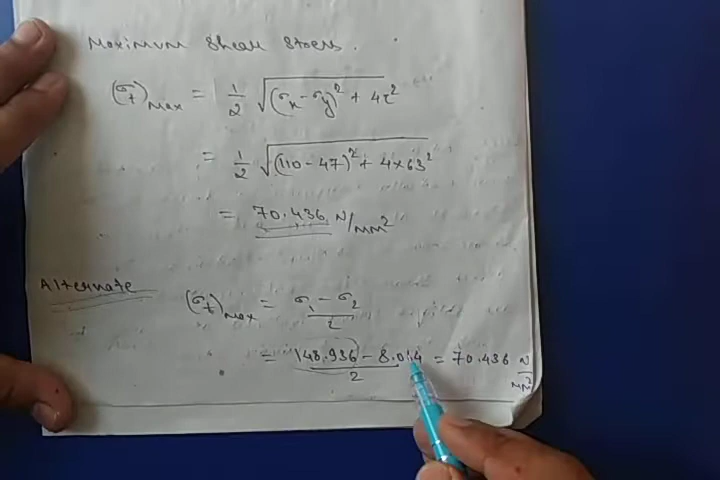 Maximum Shear Stress.
(σt)Max = 1/2 √((σx - σy)² + 4τ²)
= 1/2 √((110 - 47)² + 4×63²)
= 70.436 N/MM²
Alternate
(σt)max = (σ1 - σ2)/2
= (148.936 - 8.064)/2 = 70.436 N/MM²